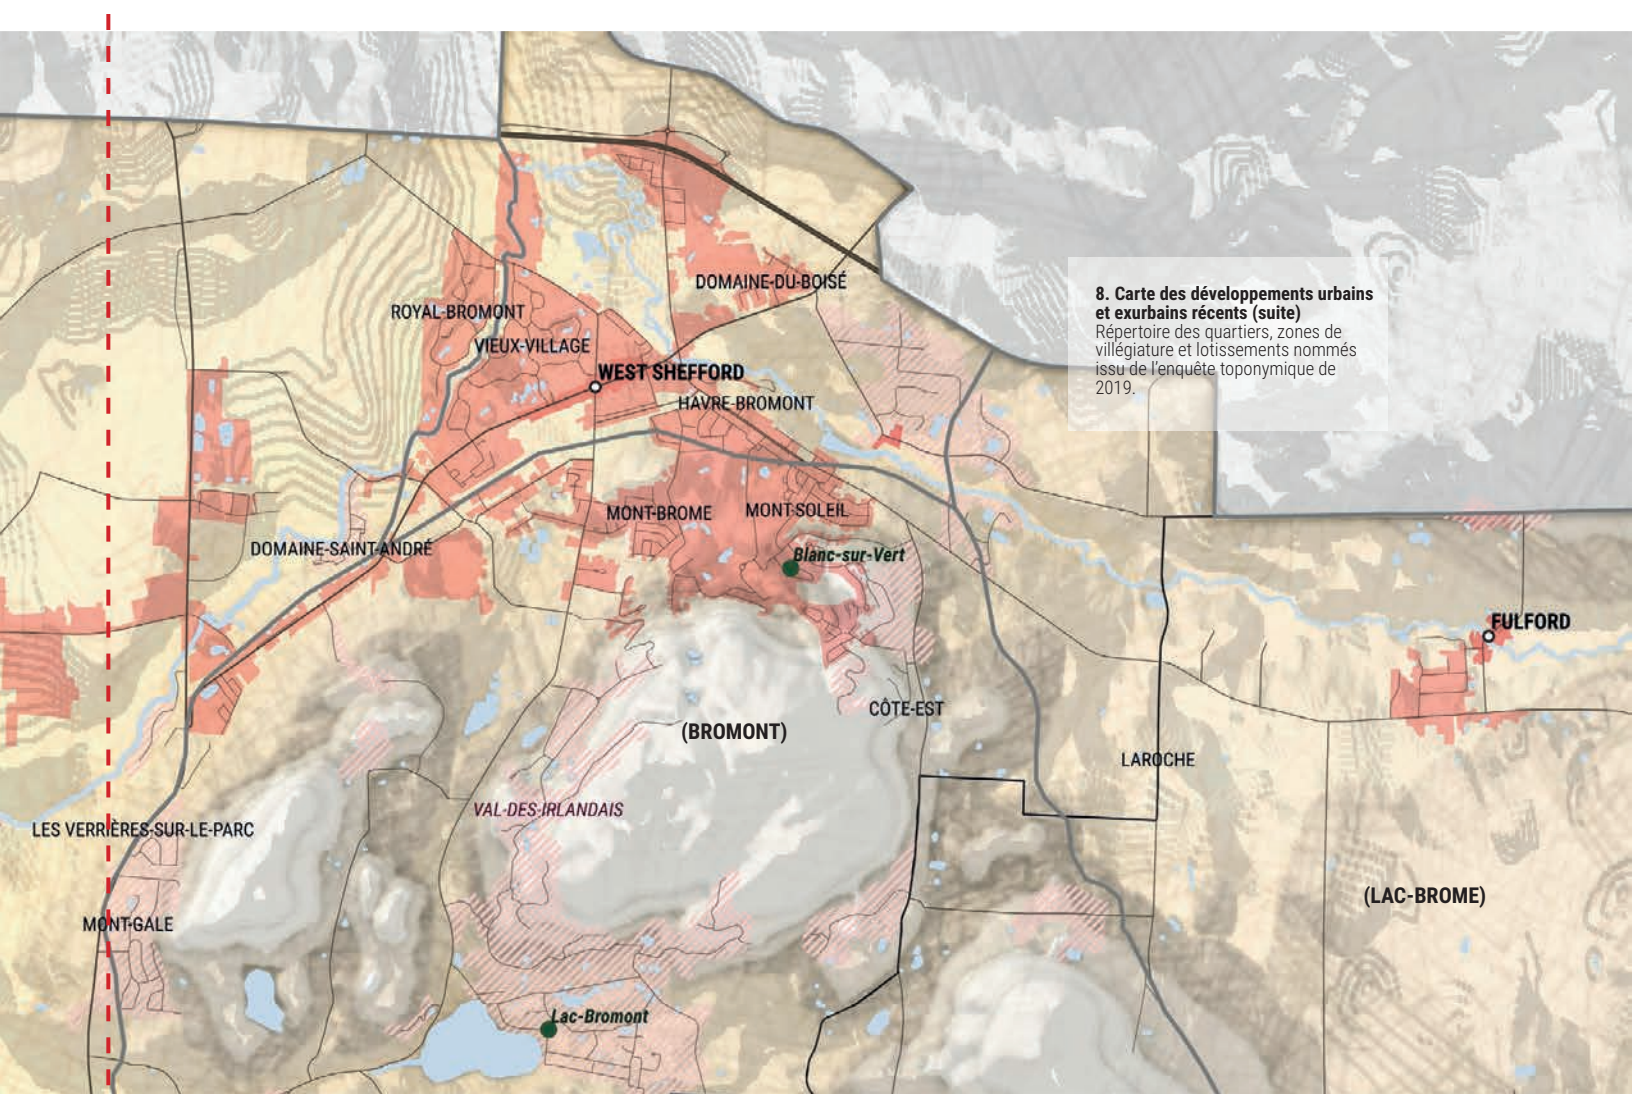 DOMAINE-DU-BOISÉ
8. Carte des développements urbains
et exurbains récents (suite)
Répertoire des quartiers, zones de
villégiature et lotissements nommés
issu de l'enquête toponymique de
2019.
ROYAL-BROMONT
VIEUX-VILLAGE
WEST SHEFFORD
HAVRE-BROMONT
MONT-BROME
MONT-SOLEIL
DOMAINE-SAINT-ANDRÉ
Blanc-sur-Vert
FULFORD
CÔTE-EST
(BROMONT)
LAROCHE
VAL-DES-IRLANDAIS
LES VERRIÈRES-SUR-LE-PARC
(LAC-BROME)
MONT-GALE
Lac-Bromont